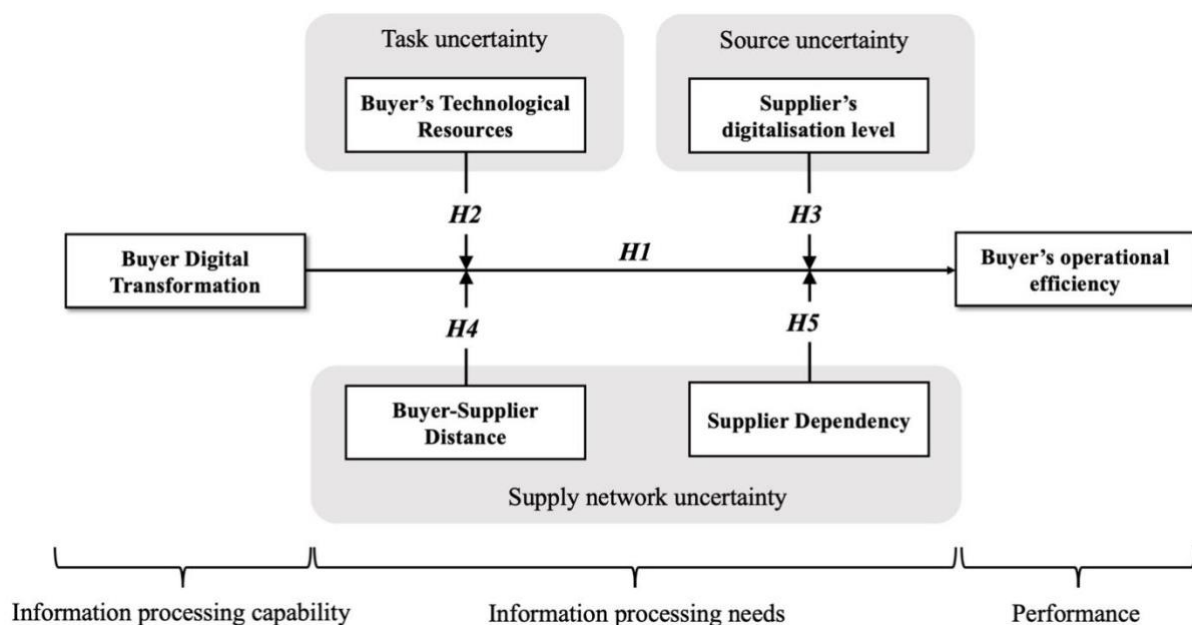 Task uncertainty
Source uncertainty
Buyer's Technological
Resources
Supplier's
digitalisation level
H2
H3
Buyer Digital
Transformation
H1
Buyer's operational
efficiency
H4
H5
Buyer-Supplier
Distance
Supplier Dependency
Supply network uncertainty
Information processing capability
Information processing needs
Performance